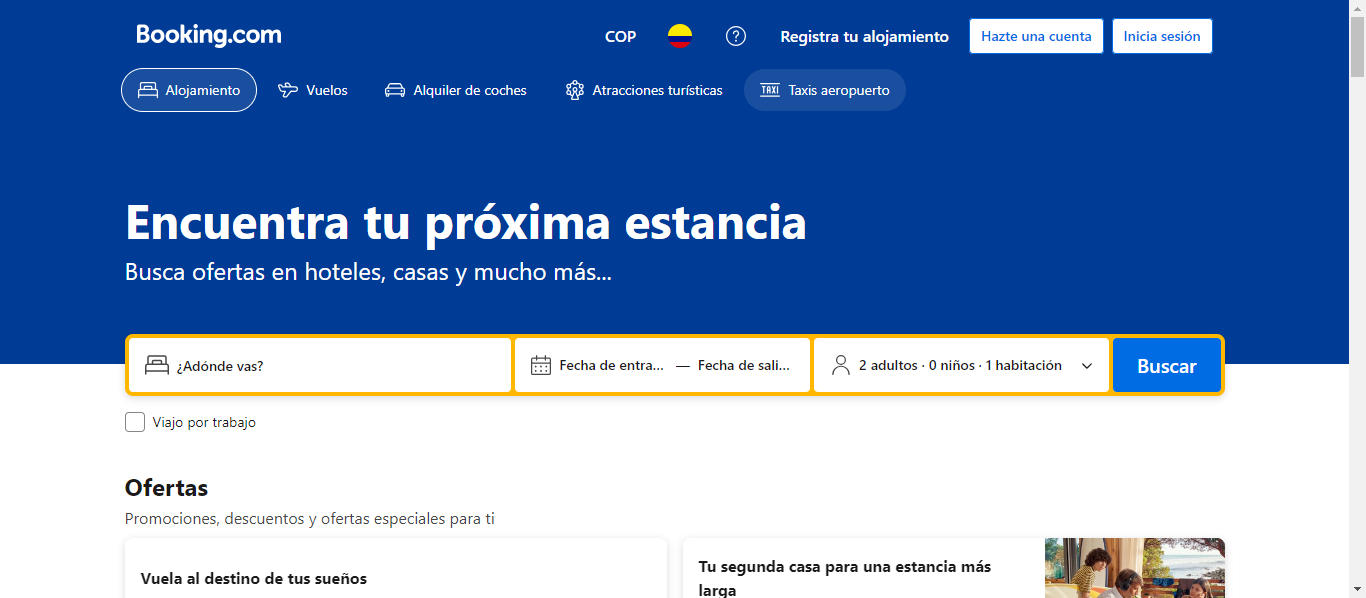 Booking.com
COP
Registra tu alojamiento
Hazte una cuenta
Inicia sesión
Alojamiento
Vuelos
Alquiler de coches
Atracciones turísticas
TAXI Taxis aeropuerto
Encuentra tu próxima estancia
Busca ofertas en hoteles, casas y mucho más...
¿Adónde vas?
Fecha de entra... — Fecha de sali...
2 adultos · 0 niños · 1 habitación
Buscar
Viajo por trabajo
Ofertas
Promociones, descuentos y ofertas especiales para ti
Vuela al destino de tus sueños
Tu segunda casa para una estancia más
larga